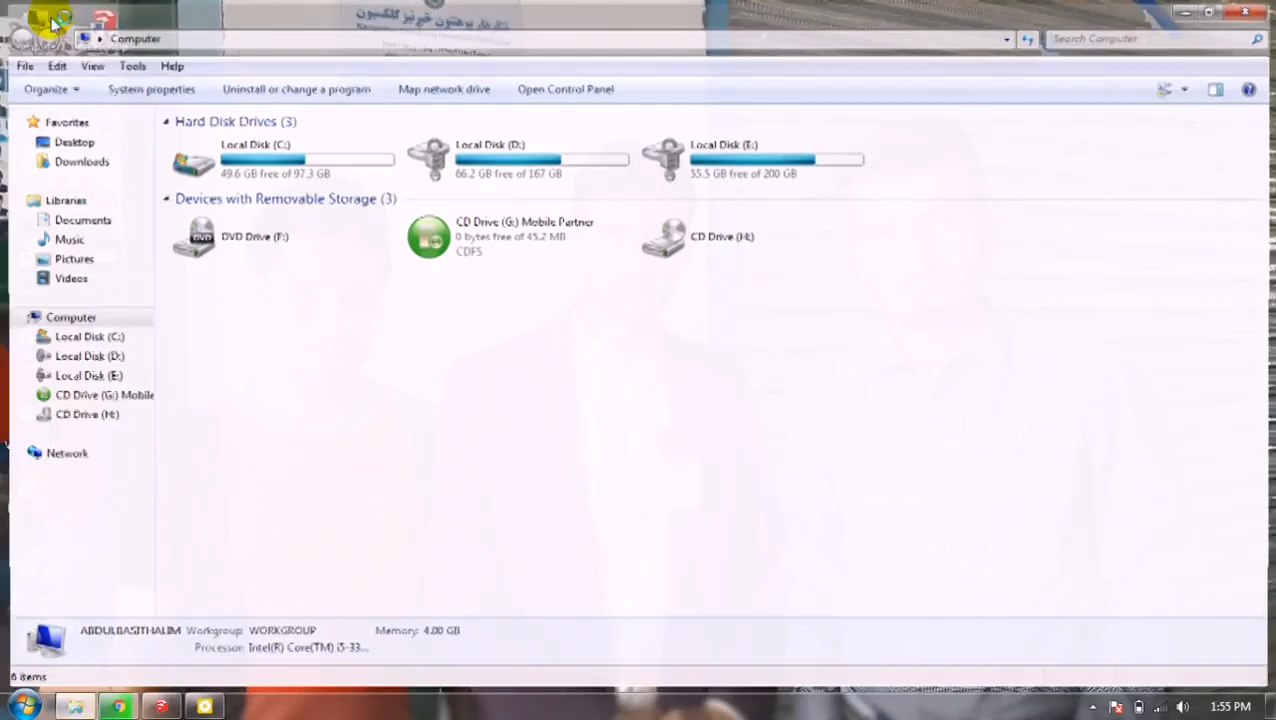 Computer
Search Computer
File Edit View Tools Help
Organize System properties Uninstall or change a program Map network drive Open Control Panel
Favorites
Desktop
Downloads
Libraries
Documents
Music
Pictures
Videos
Computer
Local Disk (C:)
Local Disk (D:)
Local Disk (E:)
CD Drive (G:) Mobile
CD Drive (H:)
Network
Hard Disk Drives (3)
Local Disk (C:)
49.6 GB free of 97.3 GB
Local Disk (D:)
66.2 GB free of 167 GB
Local Disk (E:)
55.5 GB free of 200 GB
Devices with Removable Storage (3)
DVD Drive (F:)
CD Drive (G:) Mobile Partner
0 bytes free of 45.2 MB
CDFS
CD Drive (H:)
ABDULBASITHALIM Workgroup: WORKGROUP Memory: 4.00 GB
Processor: Intel(R) Core(TM) i5-33...
6 items
1:55 PM